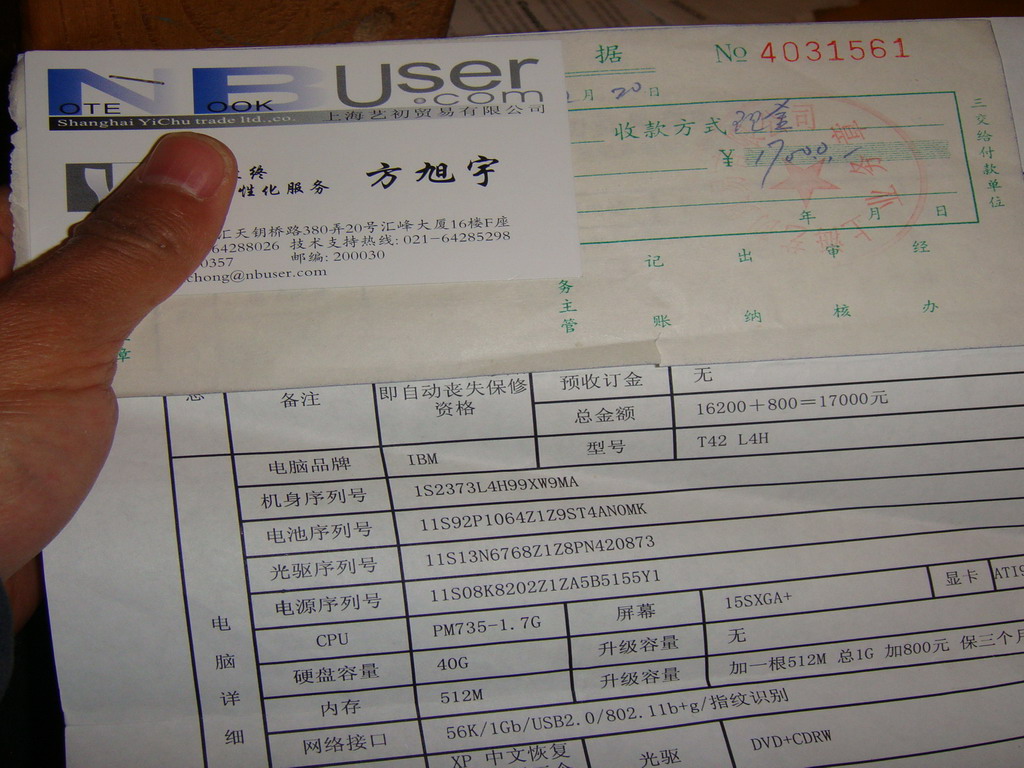 NBUser
OTE OOK .com
Shanghai YiChu trade ltd.,co. 上海艺初贸易有限公司
终
性化服务 方旭宇
汇天钥桥路380弄20号汇峰大厦16楼F座
64288026 技术支持热线: 021-64285298
0357 邮编: 200030
chong@nbuser.com
据 No 4031561
月 20 日
收款方式 现金
¥ 17000.-
年 月 日
三交给付款单位
记 出 审 经
务主管 账 纳 核 办
章
备注 即自动丧失保修资格 预收订金 无
总金额 16200+800=17000元
电脑品牌 IBM 型号 T42 L4H
机身序列号 1S2373L4H99XW9MA
电池序列号 11S92P1064Z1Z9ST4AN0MK
光驱序列号 11S13N6768Z1Z8PN420873
电源序列号 11S08K8202Z1ZA5B5155Y1
电脑详细
CPU PM735-1.7G 屏幕 15SXGA+ 显卡 ATI9
硬盘容量 40G 升级容量 无
内存 512M 升级容量 加一根512M 总1G 加800元 保三个月
网络接口 56K/1Gb/USB2.0/802.11b+g/指纹识别
XP 中文恢复 光驱 DVD+CDRW